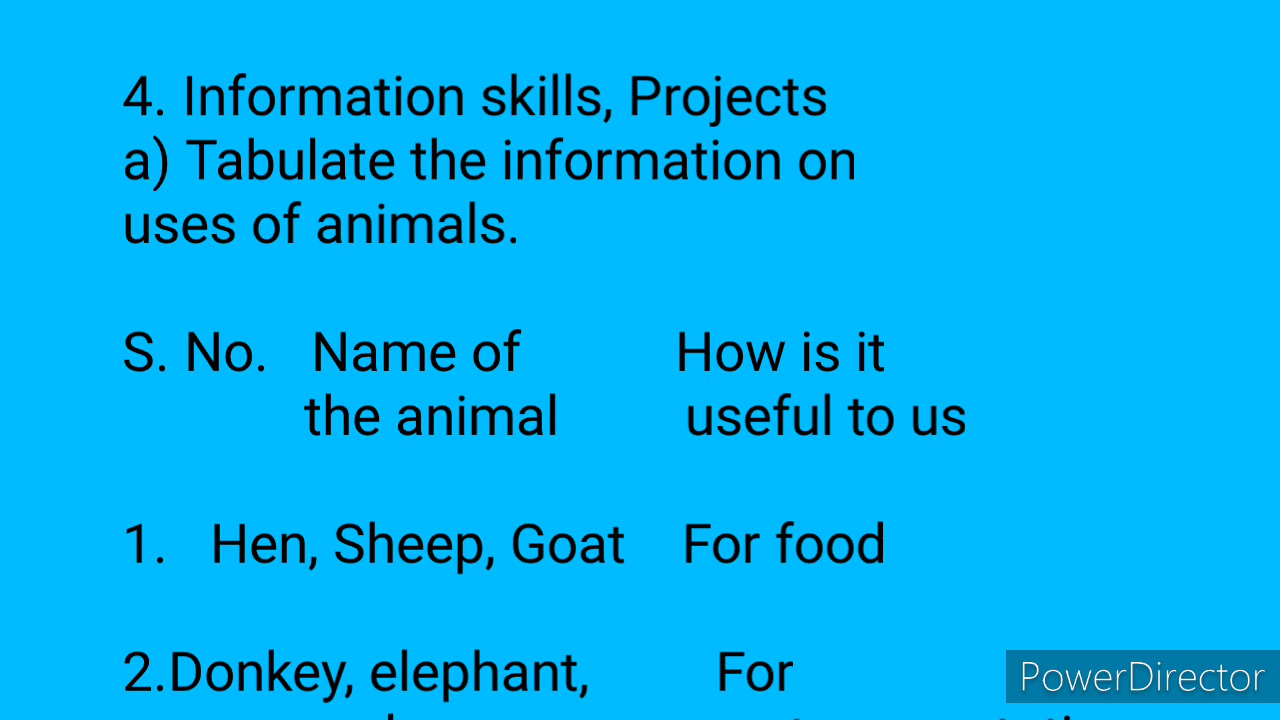 4. Information skills, Projects
a) Tabulate the information on
uses of animals.
S. No. Name of How is it
the animal useful to us
1. Hen, Sheep, Goat For food
2.Donkey, elephant, For
PowerDirector